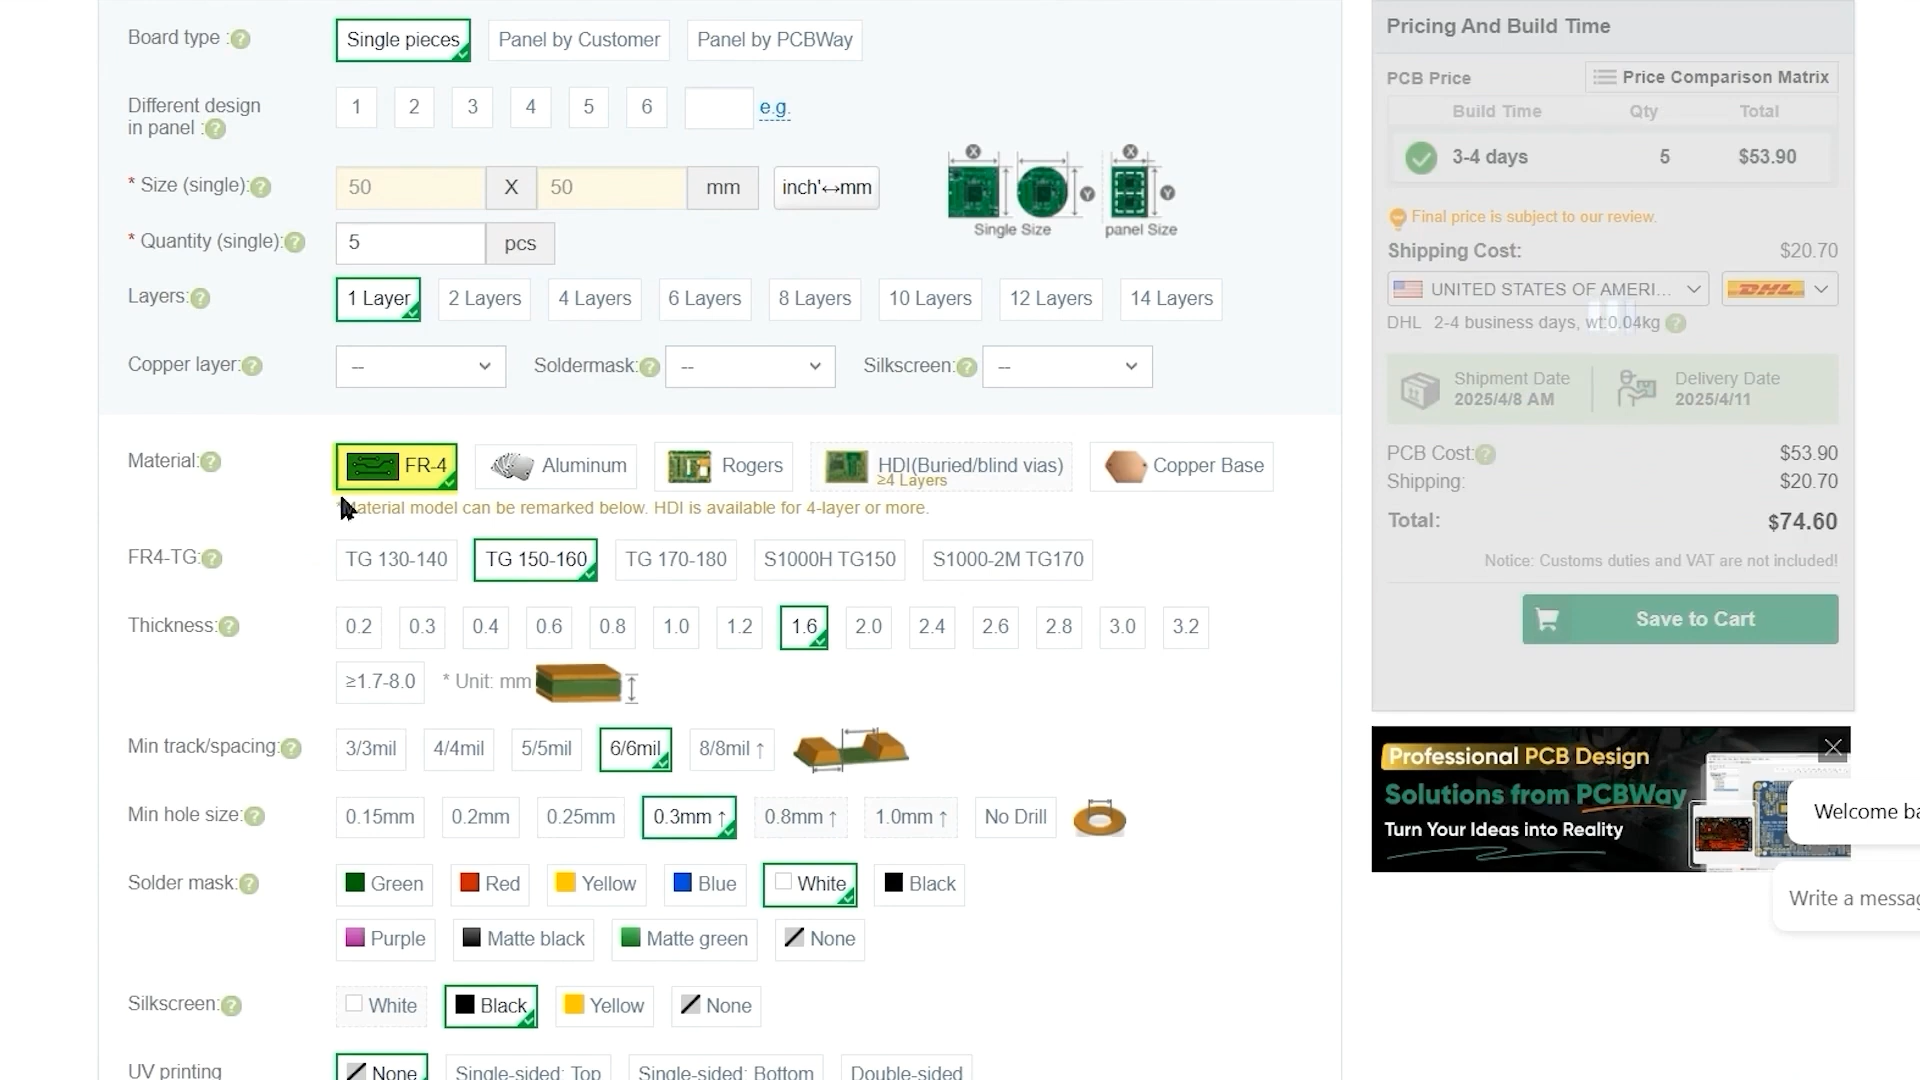 Board type :
Single pieces
Panel by Customer
Panel by PCBWay
Different design in panel :
1
2
3
4
5
6
e.g.
* Size (single):
50
X
50
mm
inch'↔mm
X
Y
X
Y
Single Size
panel Size
* Quantity (single):
5
pcs
Layers:
1 Layer
2 Layers
4 Layers
6 Layers
8 Layers
10 Layers
12 Layers
14 Layers
Copper layer:
--
Soldermask:
--
Silkscreen:
--
Material:
FR-4
Aluminum
Rogers
HDI(Buried/blind vias)
≥4 Layers
Copper Base
Material model can be remarked below. HDI is available for 4-layer or more.
FR4-TG:
TG 130-140
TG 150-160
TG 170-180
S1000H TG150
S1000-2M TG170
Thickness:
0.2
0.3
0.4
0.6
0.8
1.0
1.2
1.6
2.0
2.4
2.6
2.8
3.0
3.2
≥1.7-8.0
* Unit: mm
Min track/spacing:
3/3mil
4/4mil
5/5mil
6/6mil
8/8mil ↑
Min hole size:
0.15mm
0.2mm
0.25mm
0.3mm ↑
0.8mm ↑
1.0mm ↑
No Drill
Solder mask:
Green
Red
Yellow
Blue
White
Black
Purple
Matte black
Matte green
None
Silkscreen:
White
Black
Yellow
None
UV printing
None
Single-sided: Top
Single-sided: Bottom
Double-sided
Pricing And Build Time
PCB Price
Price Comparison Matrix
Build Time
Qty
Total
3-4 days
5
$53.90
Final price is subject to our review.
Shipping Cost:
$20.70
UNITED STATES OF AMERI...
DHL
DHL 2-4 business days, wt:0.04kg
Shipment Date
2025/4/8 AM
Delivery Date
2025/4/11
PCB Cost:
$53.90
Shipping:
$20.70
Total:
$74.60
Notice: Customs duties and VAT are not included!
Save to Cart
Professional PCB Design
Solutions from PCBWay
Turn Your Ideas into Reality
Welcome ba
Write a messag